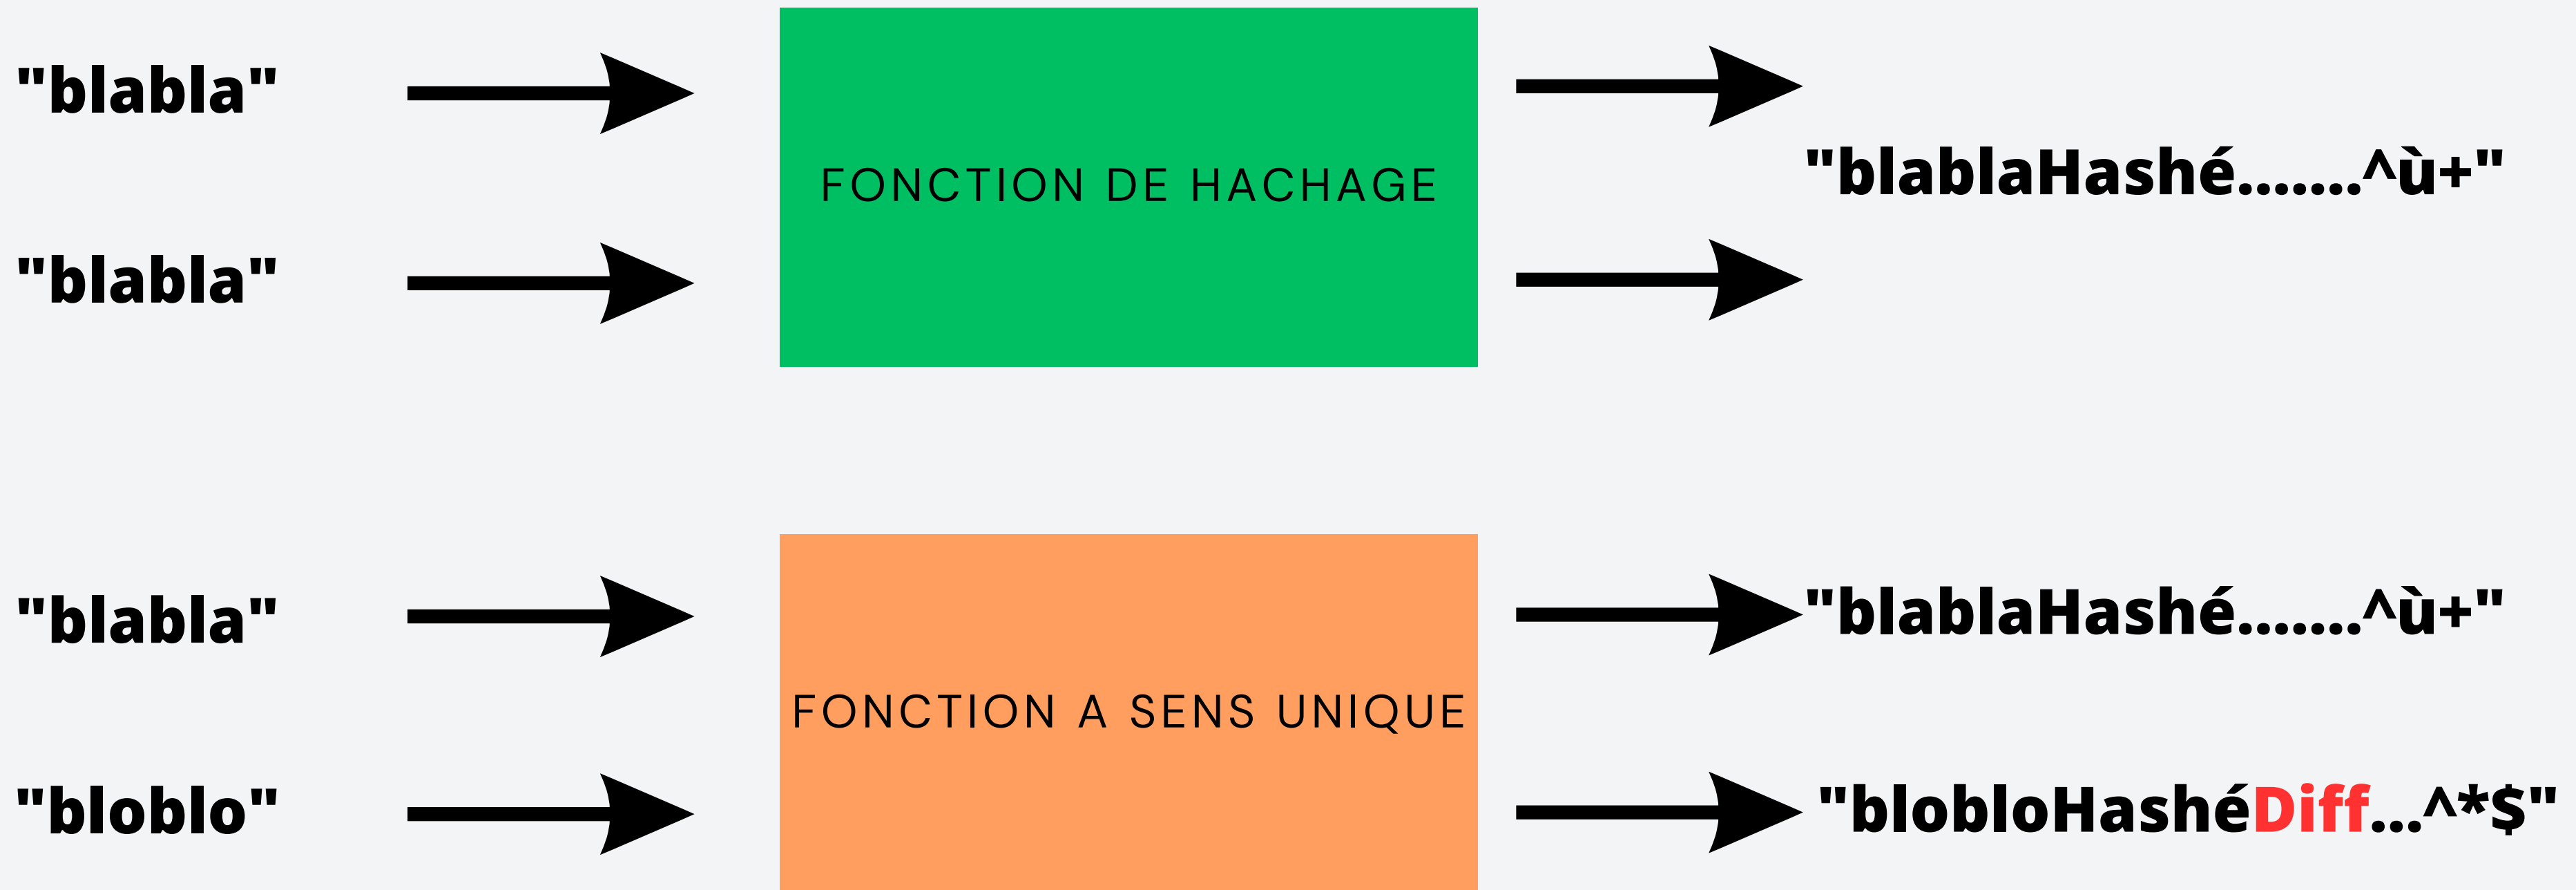 "blabla"
FONCTION DE HACHAGE
"blablaHashé.......^ù+"
"blabla"
"blabla"
FONCTION A SENS UNIQUE
"blablaHashé.......^ù+"
"bloblo"
"blobloHashéDiff...^*$"